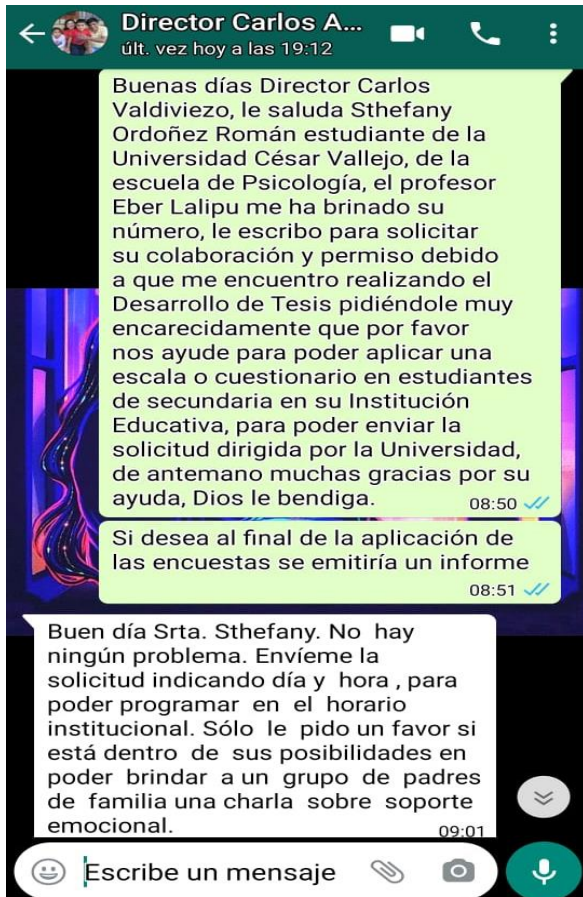 Director Carlos A...
últ. vez hoy a las 19:12
Buenas días Director Carlos
Valdiviezo, le saluda Sthefany
Ordoñez Román estudiante de la
Universidad César Vallejo, de la
escuela de Psicología, el profesor
Eber Lalipu me ha brinado su
número, le escribo para solicitar
su colaboración y permiso debido
a que me encuentro realizando el
Desarrollo de Tesis pidiéndole muy
encarecidamente que por favor
nos ayude para poder aplicar una
escala o cuestionario en estudiantes
de secundaria en su Institución
Educativa, para poder enviar la
solicitud dirigida por la Universidad,
de antemano muchas gracias por su
ayuda, Dios le bendiga.
08:50
Si desea al final de la aplicación de
las encuestas se emitiría un informe
08:51
Buen día Srta. Sthefany. No hay
ningún problema. Envíeme la
solicitud indicando día y hora , para
poder programar en el horario
institucional. Sólo le pido un favor si
está dentro de sus posibilidades en
poder brindar a un grupo de padres
de familia una charla sobre soporte
emocional.
09:01
Escribe un mensaje